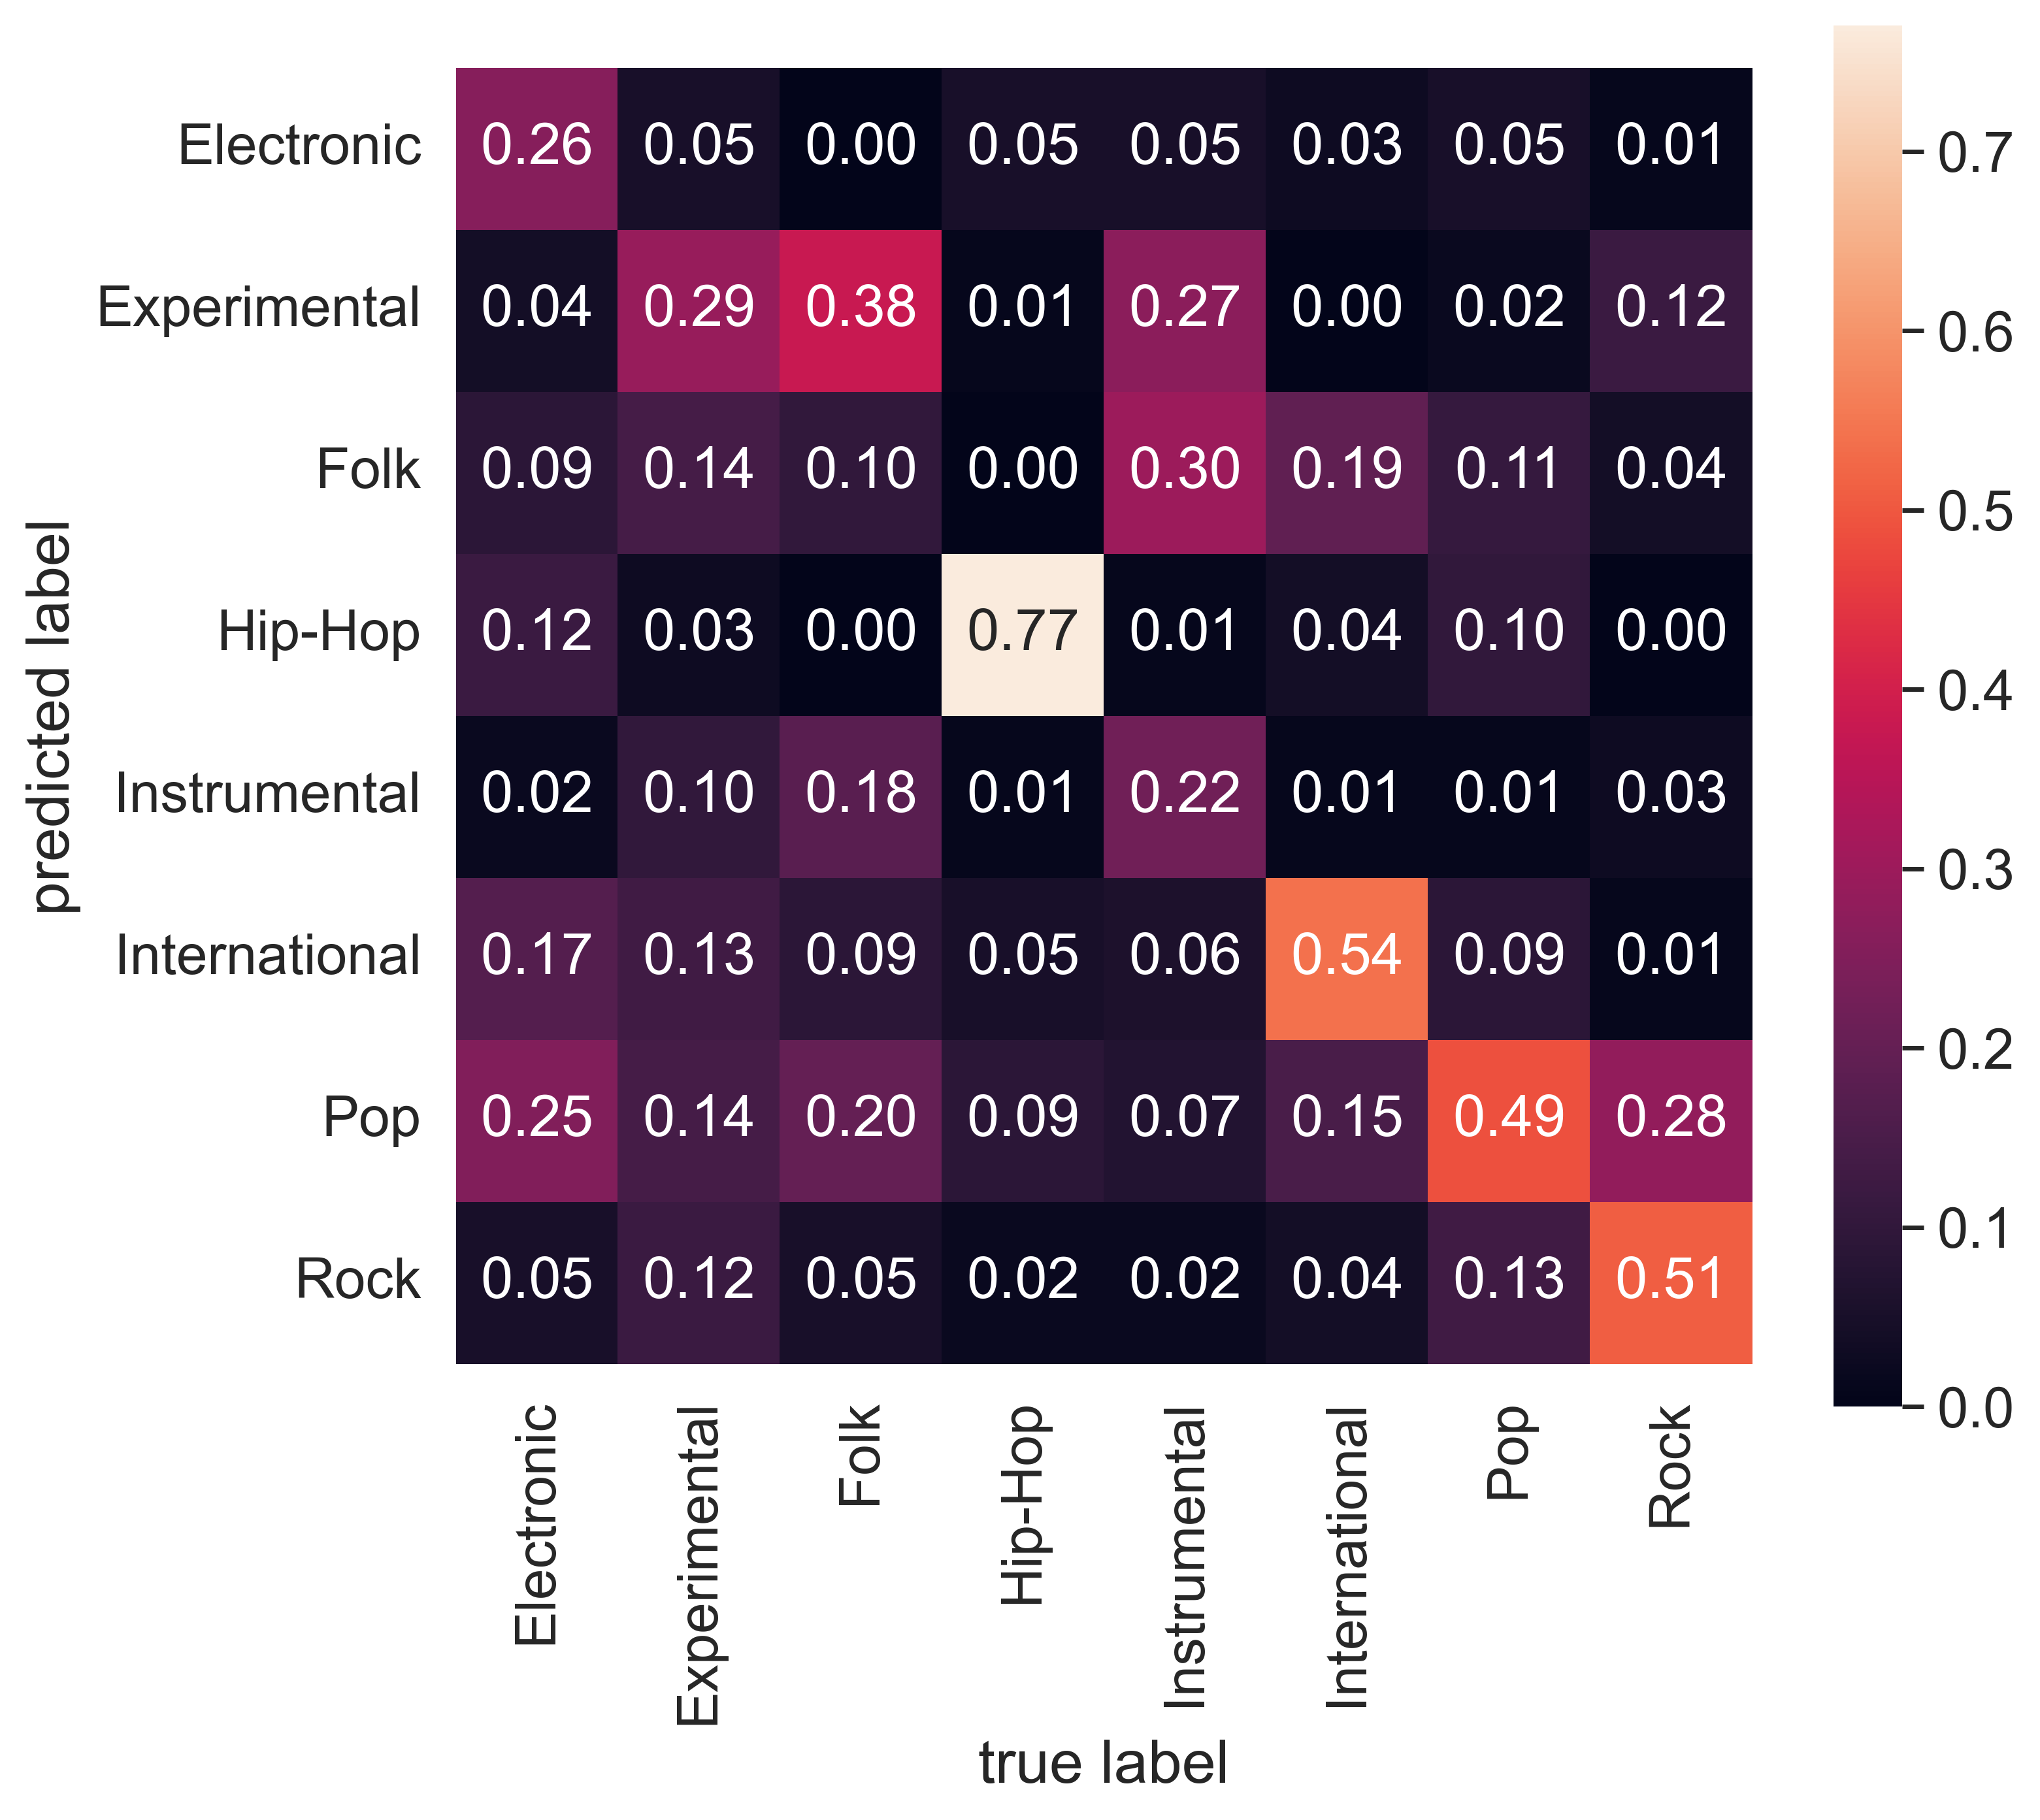 predicted label
Electronic 0.26 0.05 0.00 0.05 0.05 0.03 0.05 0.01
Experimental 0.04 0.29 0.38 0.01 0.27 0.00 0.02 0.12
Folk 0.09 0.14 0.10 0.00 0.30 0.19 0.11 0.04
Hip-Hop 0.12 0.03 0.00 0.77 0.01 0.04 0.10 0.00
Instrumental 0.02 0.10 0.18 0.01 0.22 0.01 0.01 0.03
International 0.17 0.13 0.09 0.05 0.06 0.54 0.09 0.01
Pop 0.25 0.14 0.20 0.09 0.07 0.15 0.49 0.28
Rock 0.05 0.12 0.05 0.02 0.02 0.04 0.13 0.51
Electronic
Experimental
Folk
Hip-Hop
Instrumental
International
Pop
Rock
true label
0.7
0.6
0.5
0.4
0.3
0.2
0.1
0.0